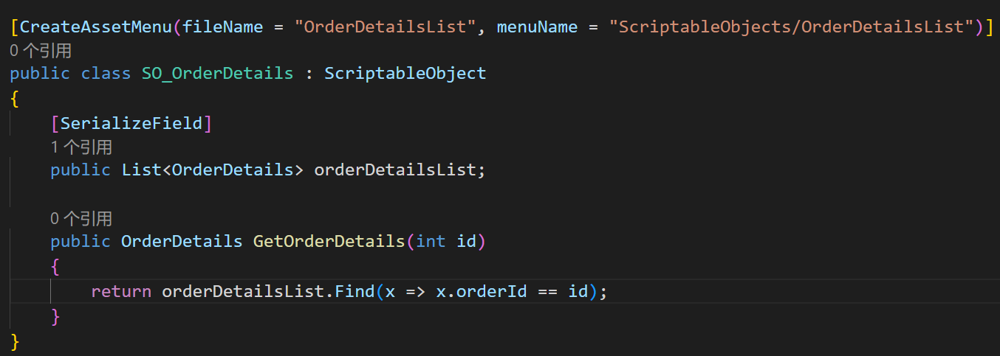 [CreateAssetMenu(fileName = "OrderDetailsList", menuName = "ScriptableObjects/OrderDetailsList")]
0 个引用
public class SO_OrderDetails : ScriptableObject
{
    [SerializeField]
    1 个引用
    public List<OrderDetails> orderDetailsList;

    0 个引用
    public OrderDetails GetOrderDetails(int id)
    {
        return orderDetailsList.Find(x => x.orderId == id);
    }
}